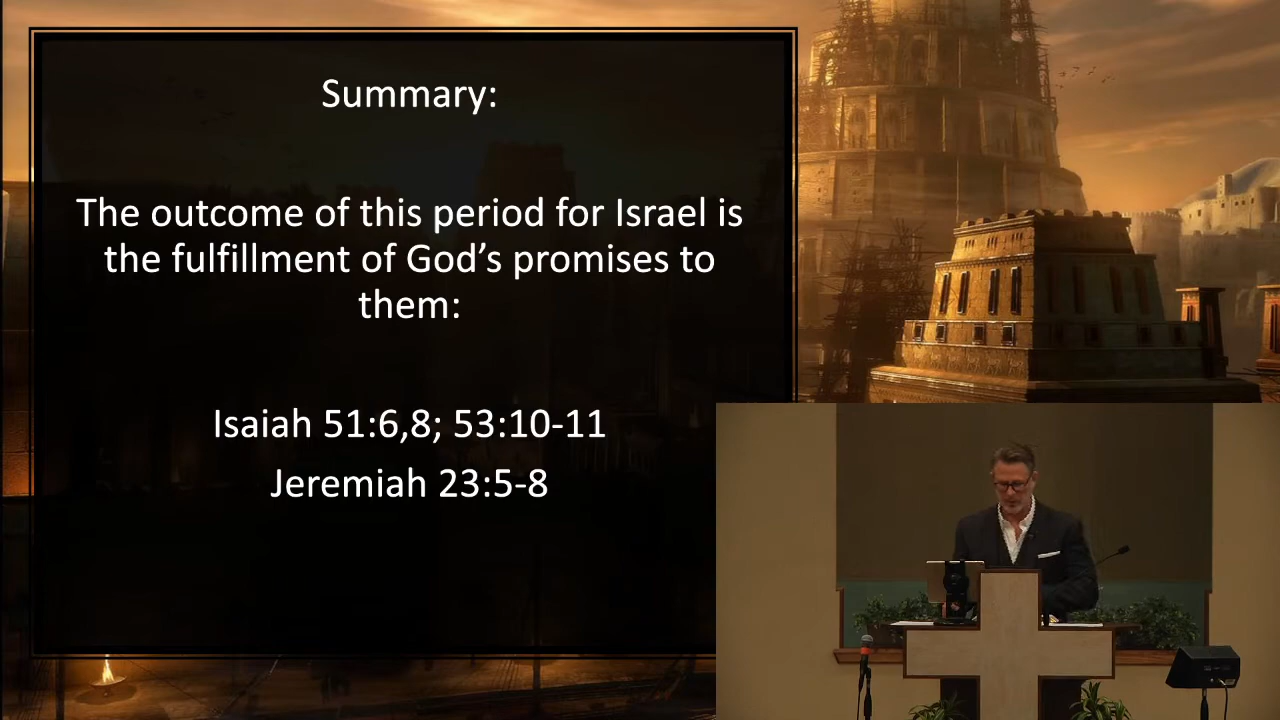 Summary:
The outcome of this period for Israel is
the fulfillment of God’s promises to
them:
Isaiah 51:6,8; 53:10-11
Jeremiah 23:5-8